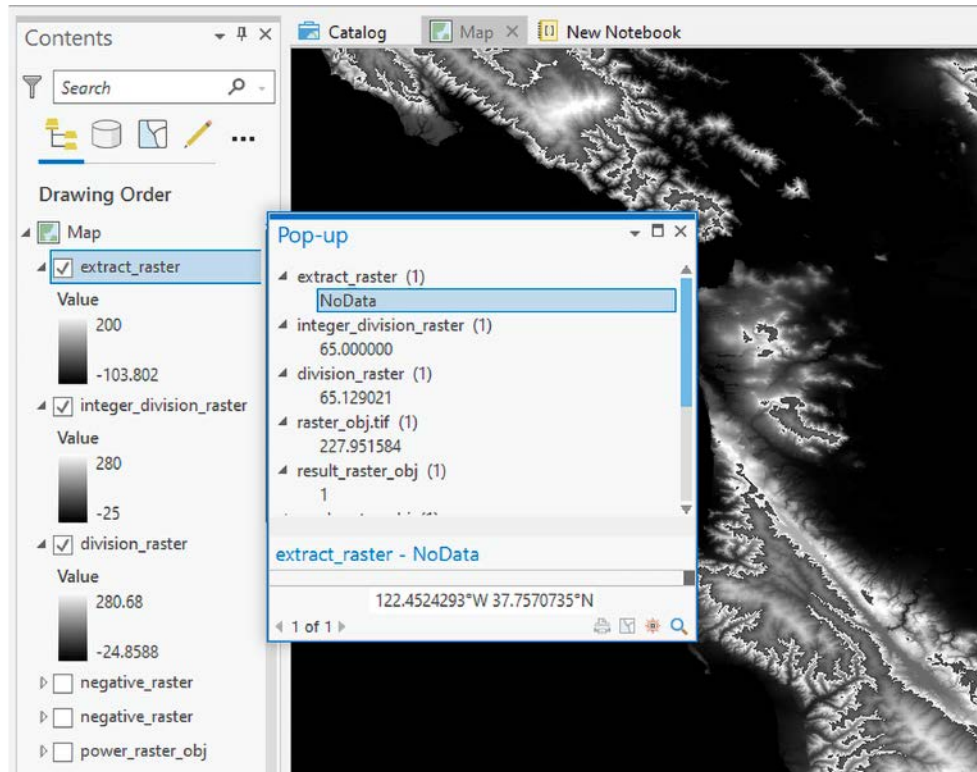 Contents
Search
Drawing Order
Map
extract_raster
Value
200
-103.802
integer_division_raster
Value
280
-25
division_raster
Value
280.68
-24.8588
negative_raster
negative_raster
power_raster_obj
Catalog
Map
New Notebook
Pop-up
extract_raster (1)
NoData
integer_division_raster (1)
65.000000
division_raster (1)
65.129021
raster_obj.tif (1)
227.951584
result_raster_obj (1)
1
extract_raster - NoData
122.4524293°W 37.7570735°N
1 of 1